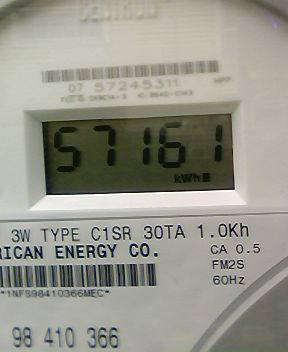 CENTRON
07 57245311
57161
kWh
3W TYPE C1SR 30TA 1.0Kh
RICAN ENERGY CO.
CA 0.5
FM2S
60Hz
*1NFS98410366MEC*
98 410 366